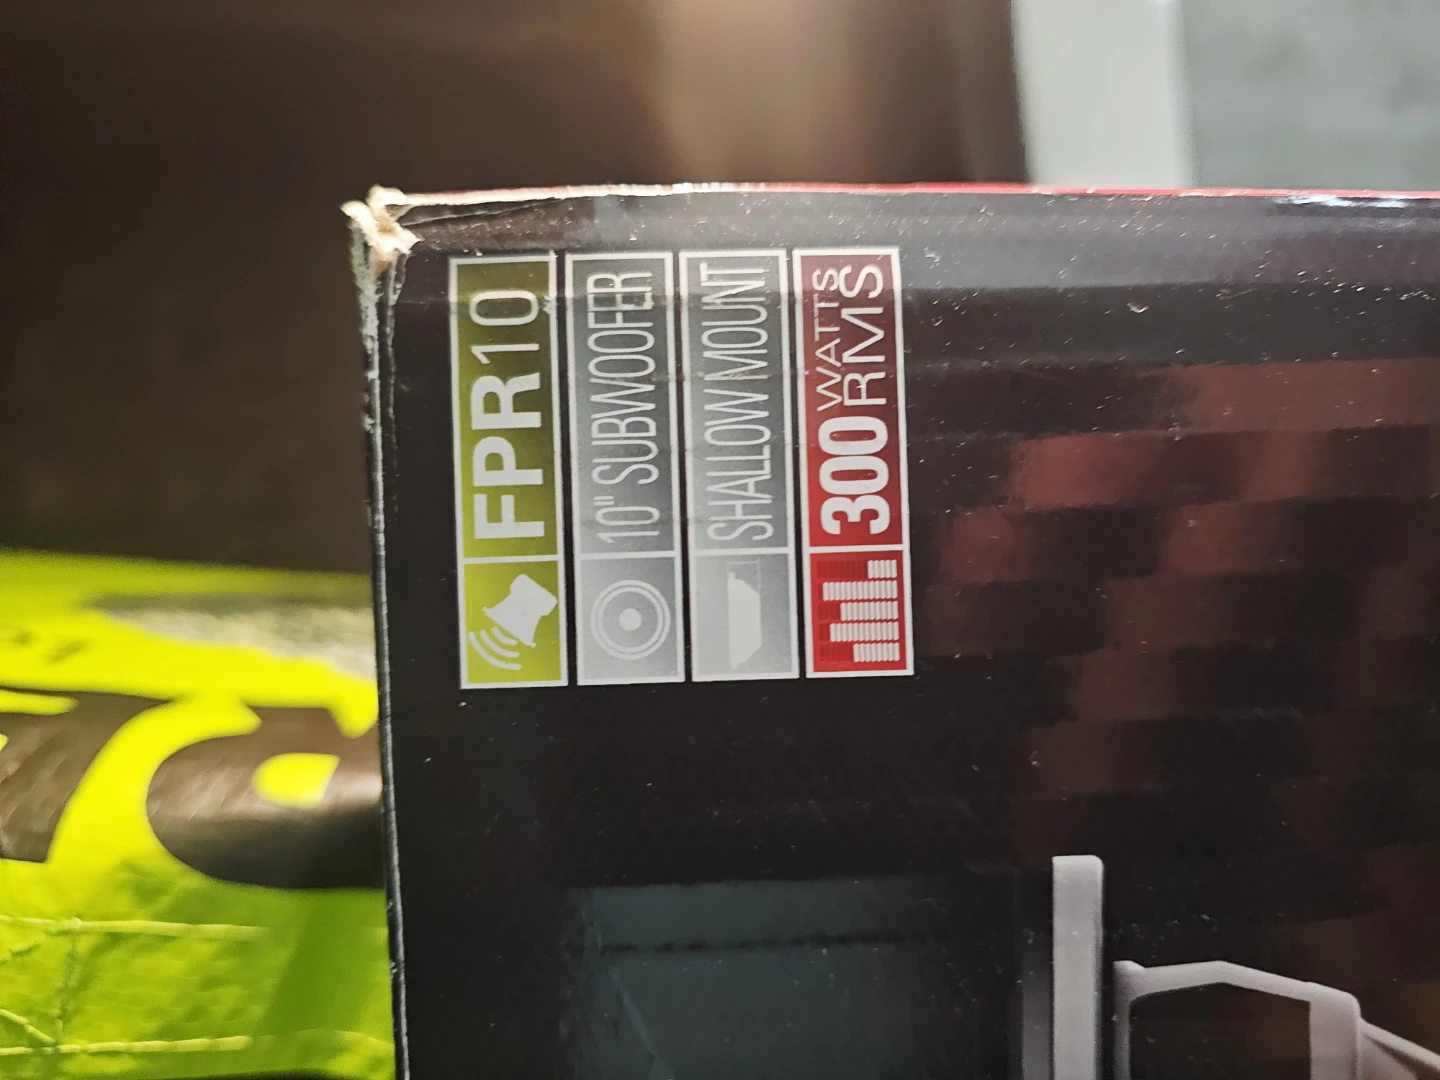 FPR10
10" SUBWOOFER
SHALLOW MOUNT
300 WATTS
RMS